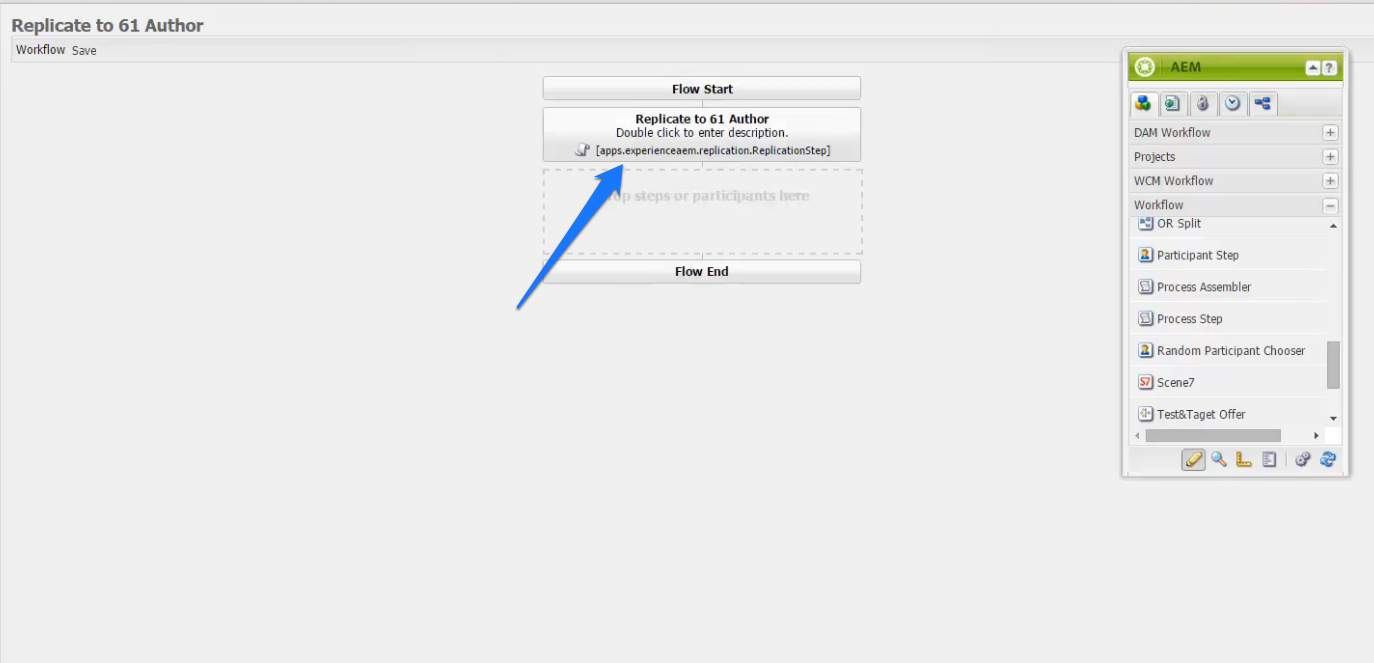 Replicate to 61 Author
Workflow Save
Flow Start
Replicate to 61 Author
Double click to enter description.
[apps.experienceaem.replication.ReplicationStep]
steps or participants here
Flow End
AEM
?
DAM Workflow
Projects
WCM Workflow
Workflow
OR Split
Participant Step
Process Assembler
Process Step
Random Participant Chooser
S7 Scene7
Test&Taget Offer